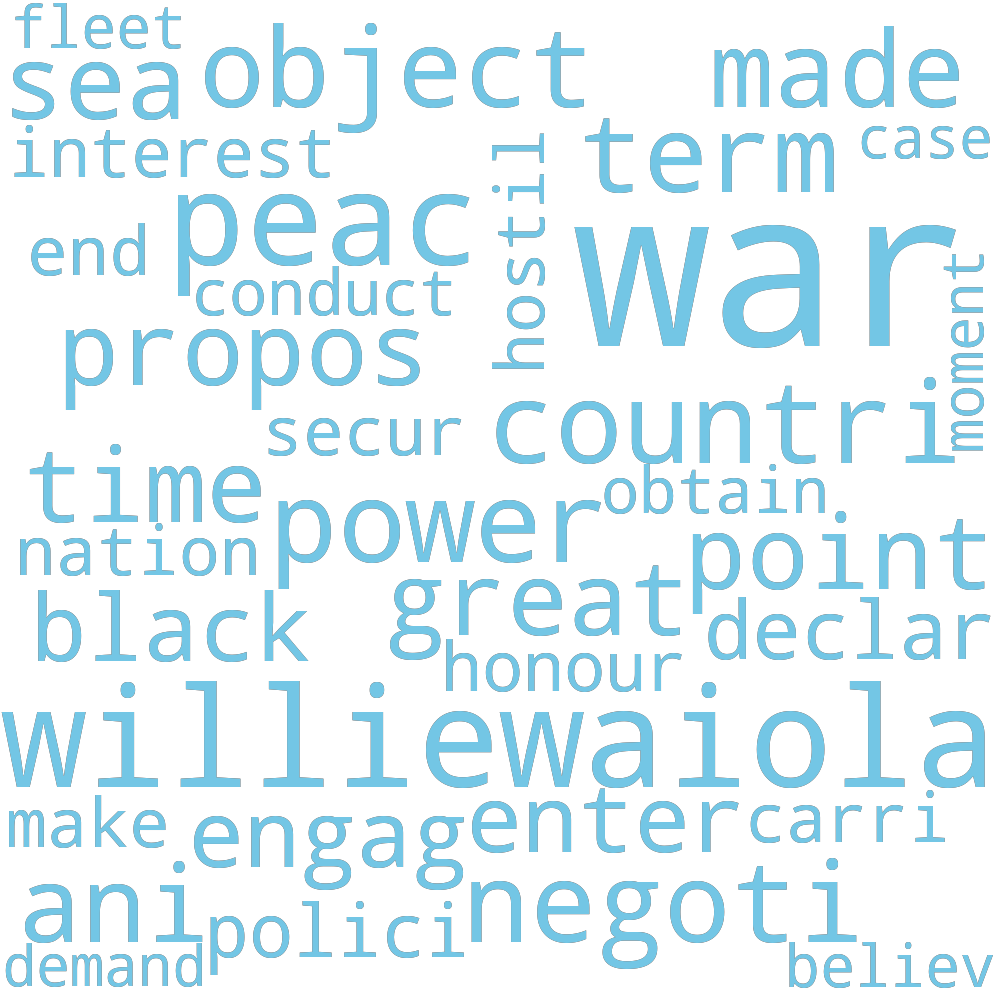 fleet
sea object made
interest term case
peac hostil war
end conduct moment
propos
secur countri
time power obtain
nation point
black great declar
honour
williewaiola
make engag enter carri
ani polici negoti
demand believ